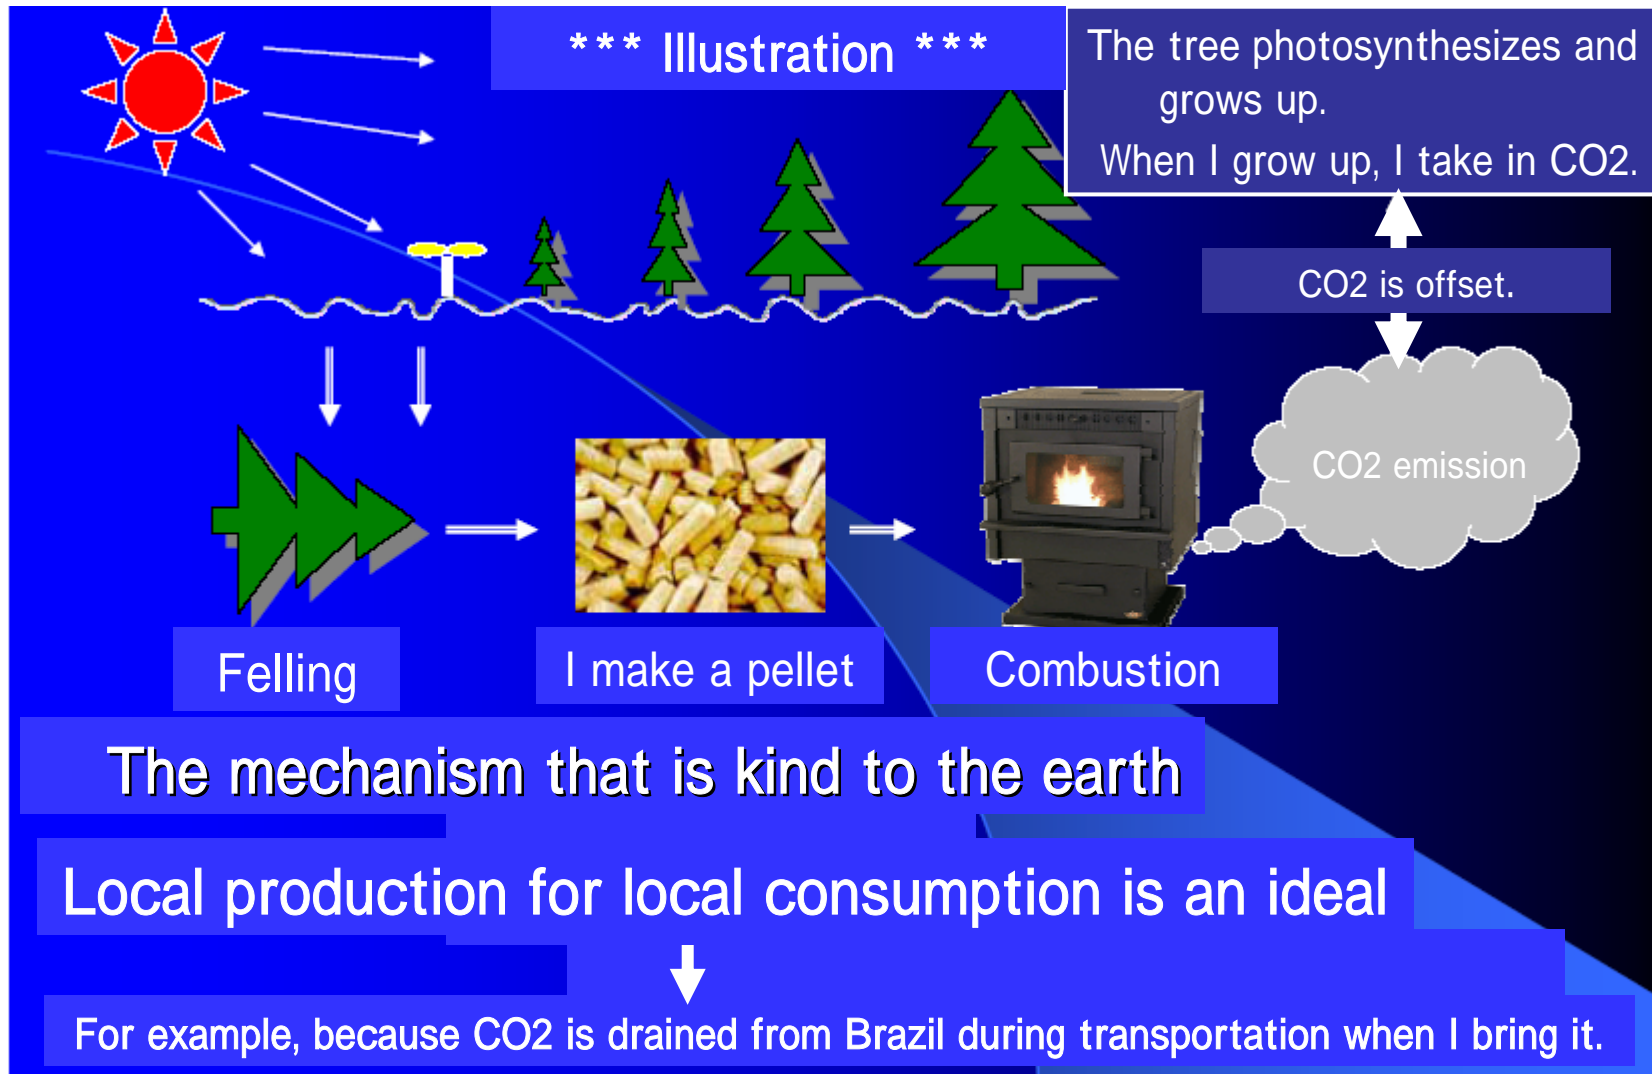 *** Illustration ***
The tree photosynthesizes and
grows up.
When I grow up, I take in CO2.
CO2 is offset.
CO2 emission
Felling
I make a pellet
Combustion
The mechanism that is kind to the earth
Local production for local consumption is an ideal
For example, because CO2 is drained from Brazil during transportation when I bring it.